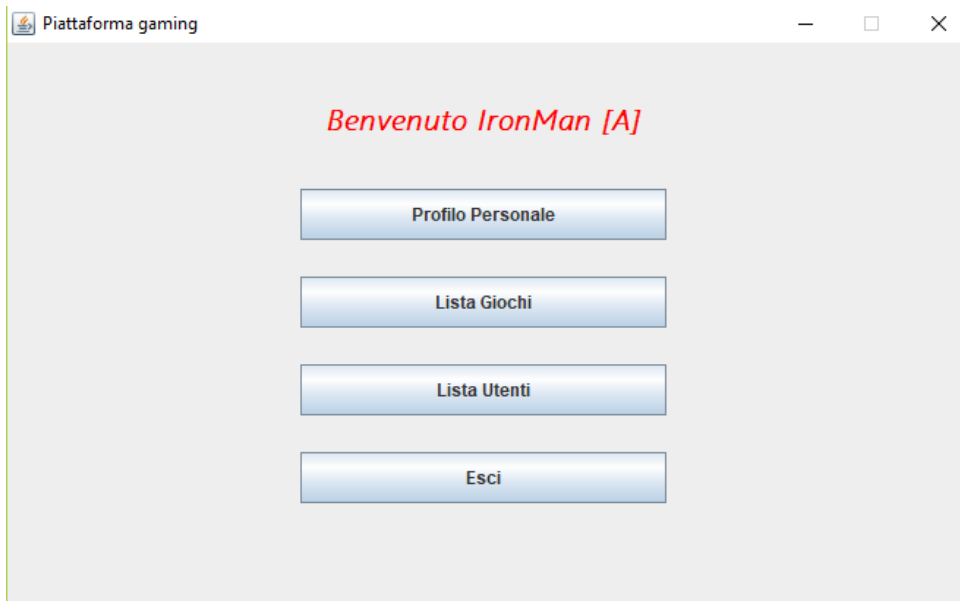 Piattaforma gaming
Benvenuto IronMan [A]
Profilo Personale
Lista Giochi
Lista Utenti
Esci